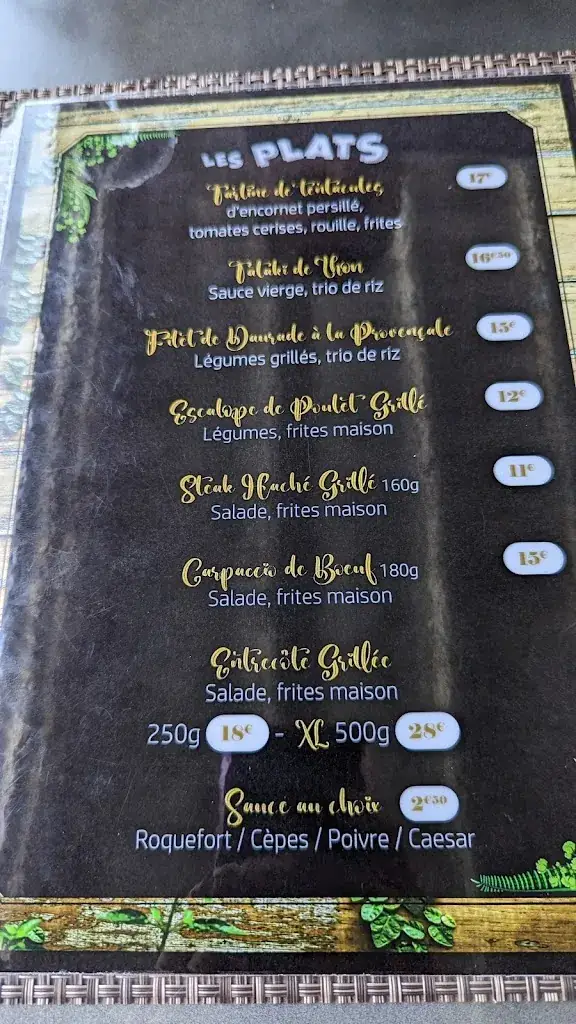 LES PLATS
Tartine de tentacules 17€
d'encornet persillé,
tomates cerises, rouille, frites
Tataki de Thon 16€50
Sauce vierge, trio de riz
Filet de Daurade à la Provençale 15€
Légumes grillés, trio de riz
Escalope de Poulet Grillé 12€
Légumes, frites maison
Steak Haché Grillé 160g 11€
Salade, frites maison
Carpaccio de Boeuf 180g 15€
Salade, frites maison
Entrecôte Grillée
Salade, frites maison
250g 18€ - XL 500g 28€
Sauce au choix 2€50
Roquefort / Cèpes / Poivre / Caesar